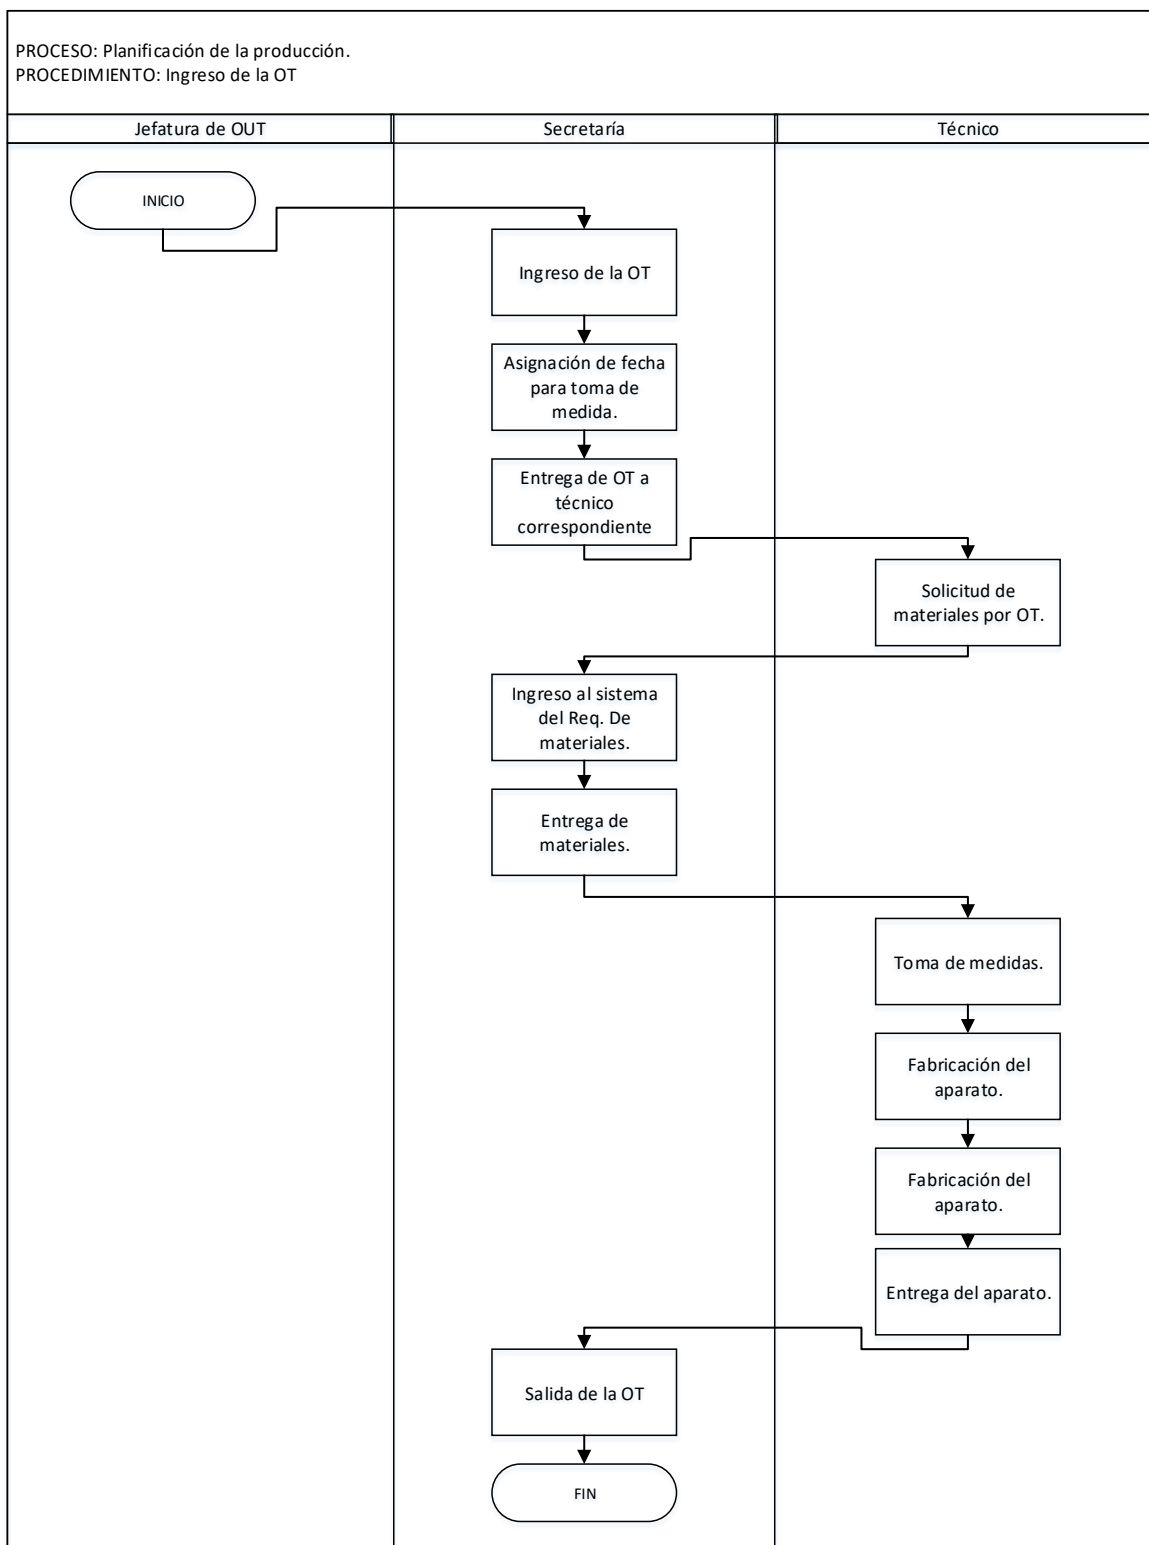 PROCESO: Planificación de la producción.
PROCEDIMIENTO: Ingreso de la OT
Jefatura de OUT
Secretaría
Técnico
INICIO
Ingreso de la OT
Asignación de fecha
para toma de
medida.
Entrega de OT a
técnico
correspondiente
Solicitud de
materiales por OT.
Ingreso al sistema
del Req. De
materiales.
Entrega de
materiales.
Toma de medidas.
Fabricación del
aparato.
Fabricación del
aparato.
Entrega del aparato.
Salida de la OT
FIN